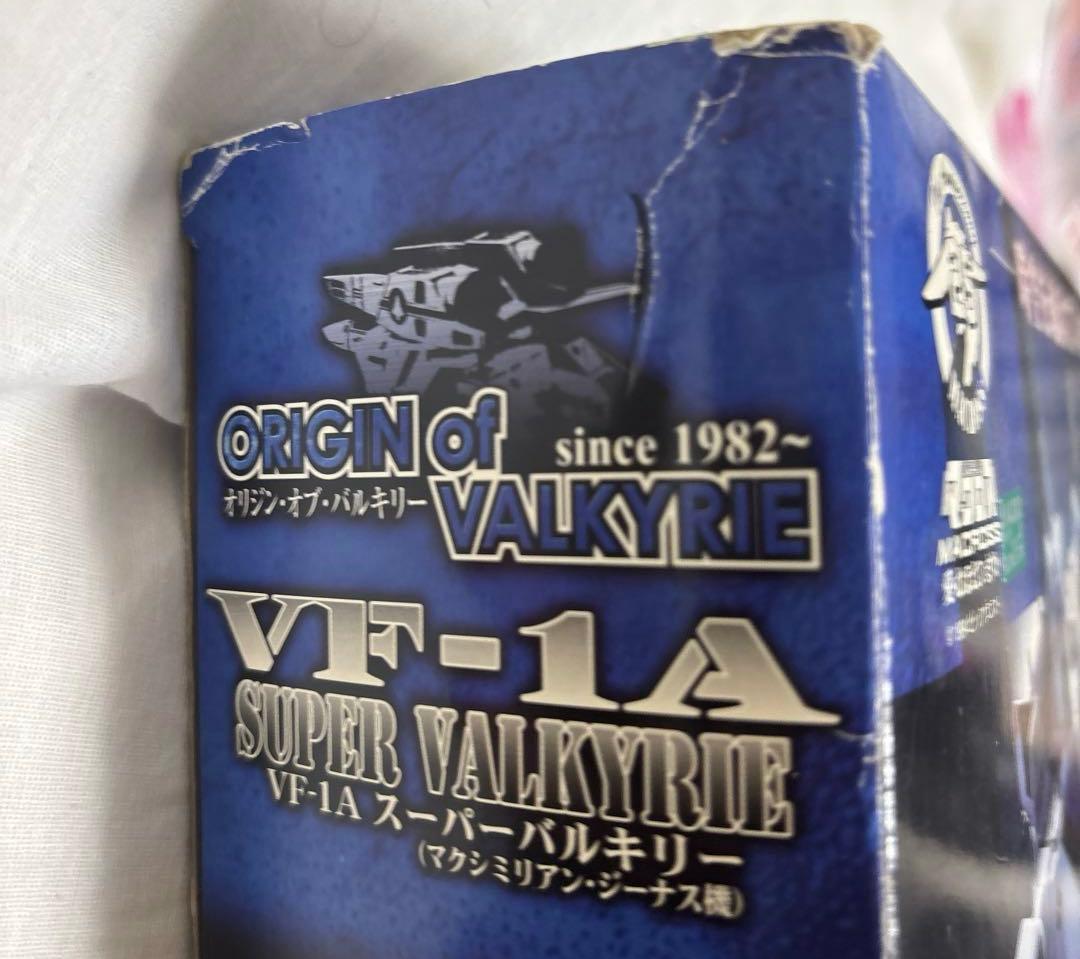 ORIGIN of
since 1982~
オリジン・オブ・バルキリー
VALKYRIE
VF-1A
SUPER VALKYRIE
VF-1A スーパーバルキリー
(マクシミリアン・ジーナス機)
MACROSS